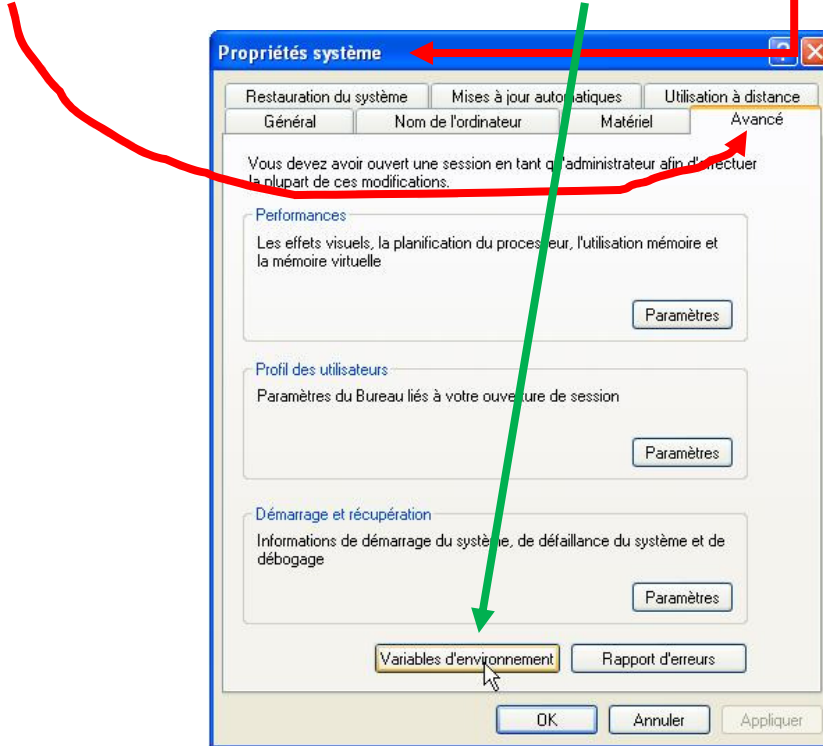 Propriétés système
Restauration du système Mises à jour automatiques Utilisation à distance
Général Nom de l'ordinateur Matériel Avancé
Vous devez avoir ouvert une session en tant qu'administrateur afin d'effectuer
la plupart de ces modifications.
Performances
Les effets visuels, la planification du processeur, l'utilisation mémoire et
la mémoire virtuelle
Paramètres
Profil des utilisateurs
Paramètres du Bureau liés à votre ouverture de session
Paramètres
Démarrage et récupération
Informations de démarrage du système, de défaillance du système et de
débogage
Paramètres
Variables d'environnement Rapport d'erreurs
OK Annuler Appliquer